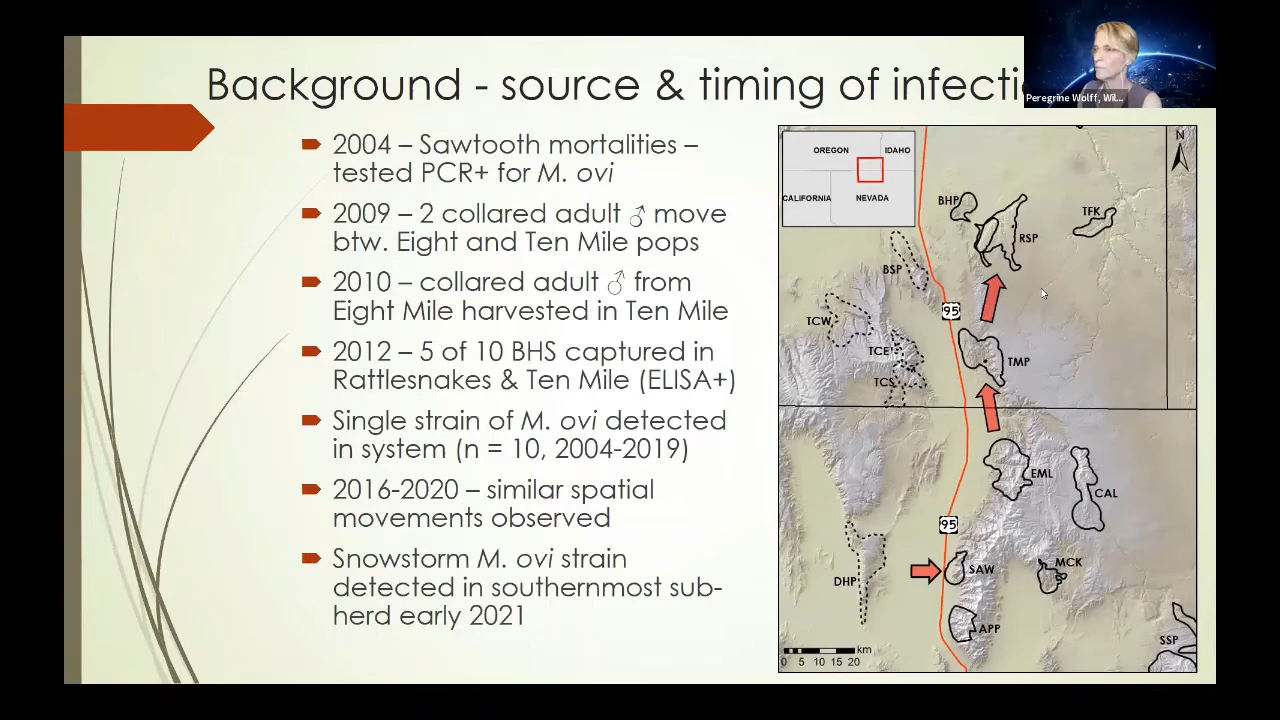 Background - source & timing of infecti
Peregrine Wolff, Wil...
2004 – Sawtooth mortalities –
tested PCR+ for M. ovi
2009 – 2 collared adult ♂ move
btw. Eight and Ten Mile pops
2010 – collared adult ♂ from
Eight Mile harvested in Ten Mile
2012 – 5 of 10 BHS captured in
Rattlesnakes & Ten Mile (ELISA+)
Single strain of M. ovi detected
in system (n = 10, 2004-2019)
2016-2020 – similar spatial
movements observed
Snowstorm M. ovi strain
detected in southernmost sub-
herd early 2021
OREGON
IDAHO
CALIFORNIA
NEVADA
N
BHP
RSP
TFK
BSP
95
TCW
TCE
TMP
TCS
EML
CAL
95
DHP
SAW
MCK
APP
SSP
km
0 5 10 15 20